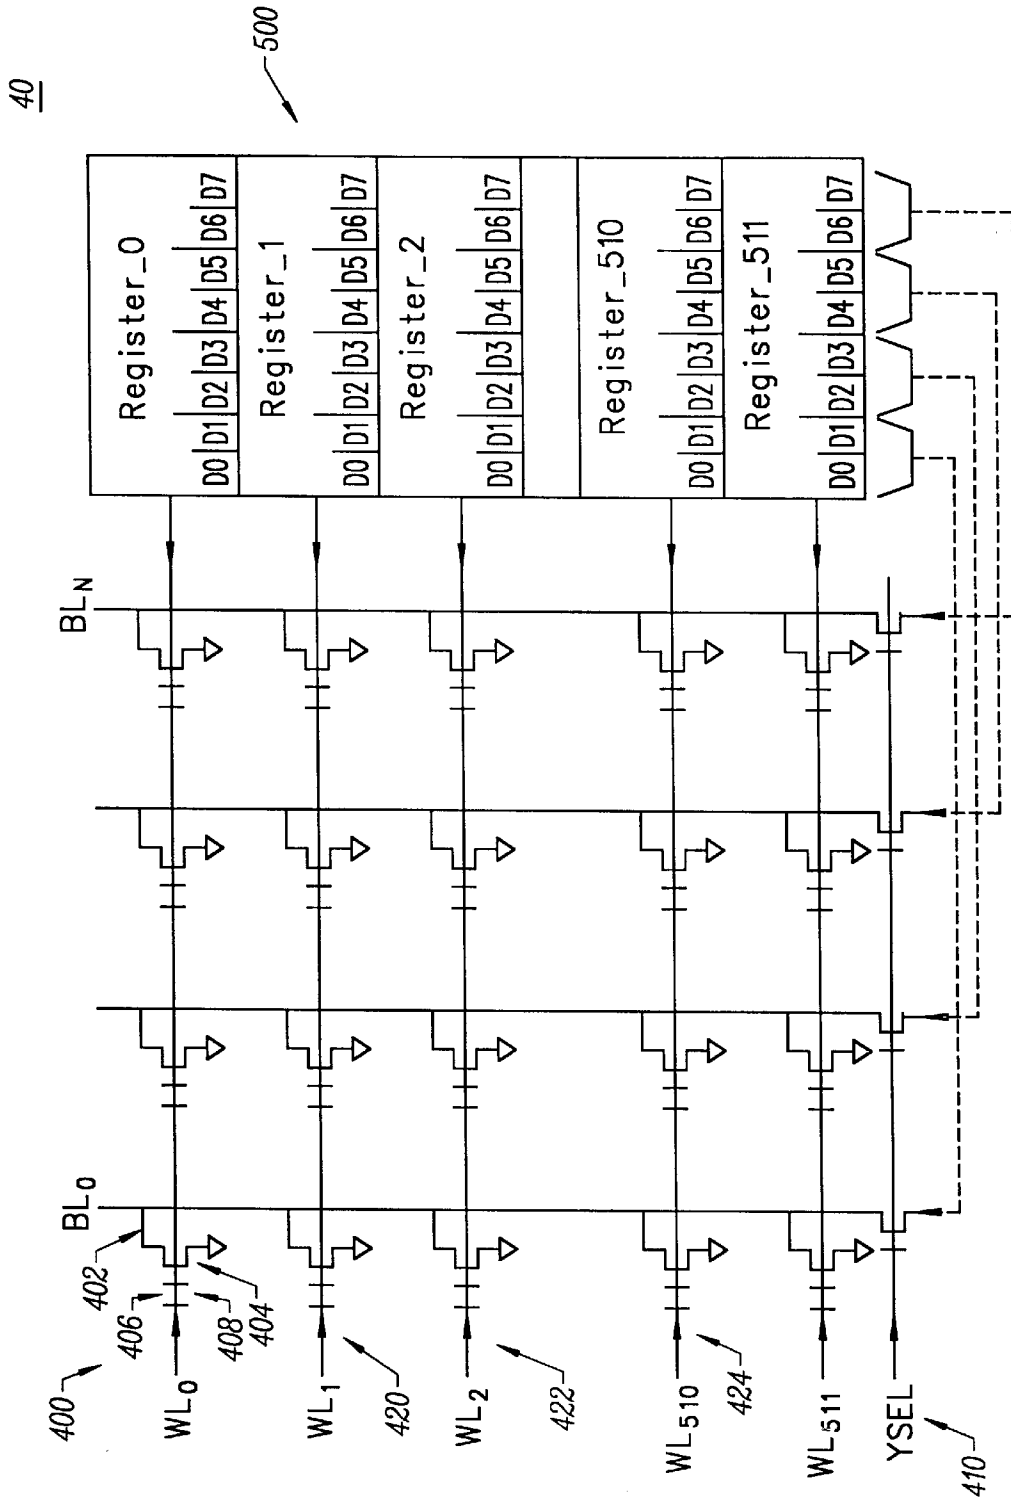 40
500
Register_0
D0 D1 D2 D3 D4 D5 D6 D7
Register_1
D0 D1 D2 D3 D4 D5 D6 D7
Register_2
D0 D1 D2 D3 D4 D5 D6 D7
Register_510
D0 D1 D2 D3 D4 D5 D6 D7
Register_511
D0 D1 D2 D3 D4 D5 D6 D7
BL0
BLN
400
402
404
406
408
WL0
WL1
420
WL2
422
WL510
424
WL511
YSEL
410